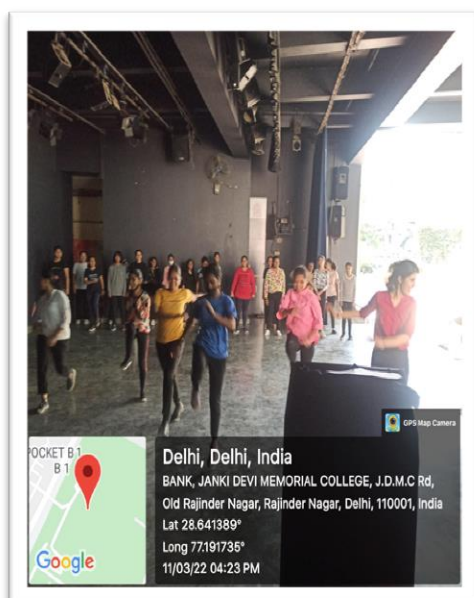 GPS Map Camera
POCKET B 1
B 1
Google
Delhi, Delhi, India
BANK, JANKI DEVI MEMORIAL COLLEGE, J.D.M.C Rd,
Old Rajinder Nagar, Rajinder Nagar, Delhi, 110001, India
Lat 28.641389°
Long 77.191735°
11/03/22 04:23 PM